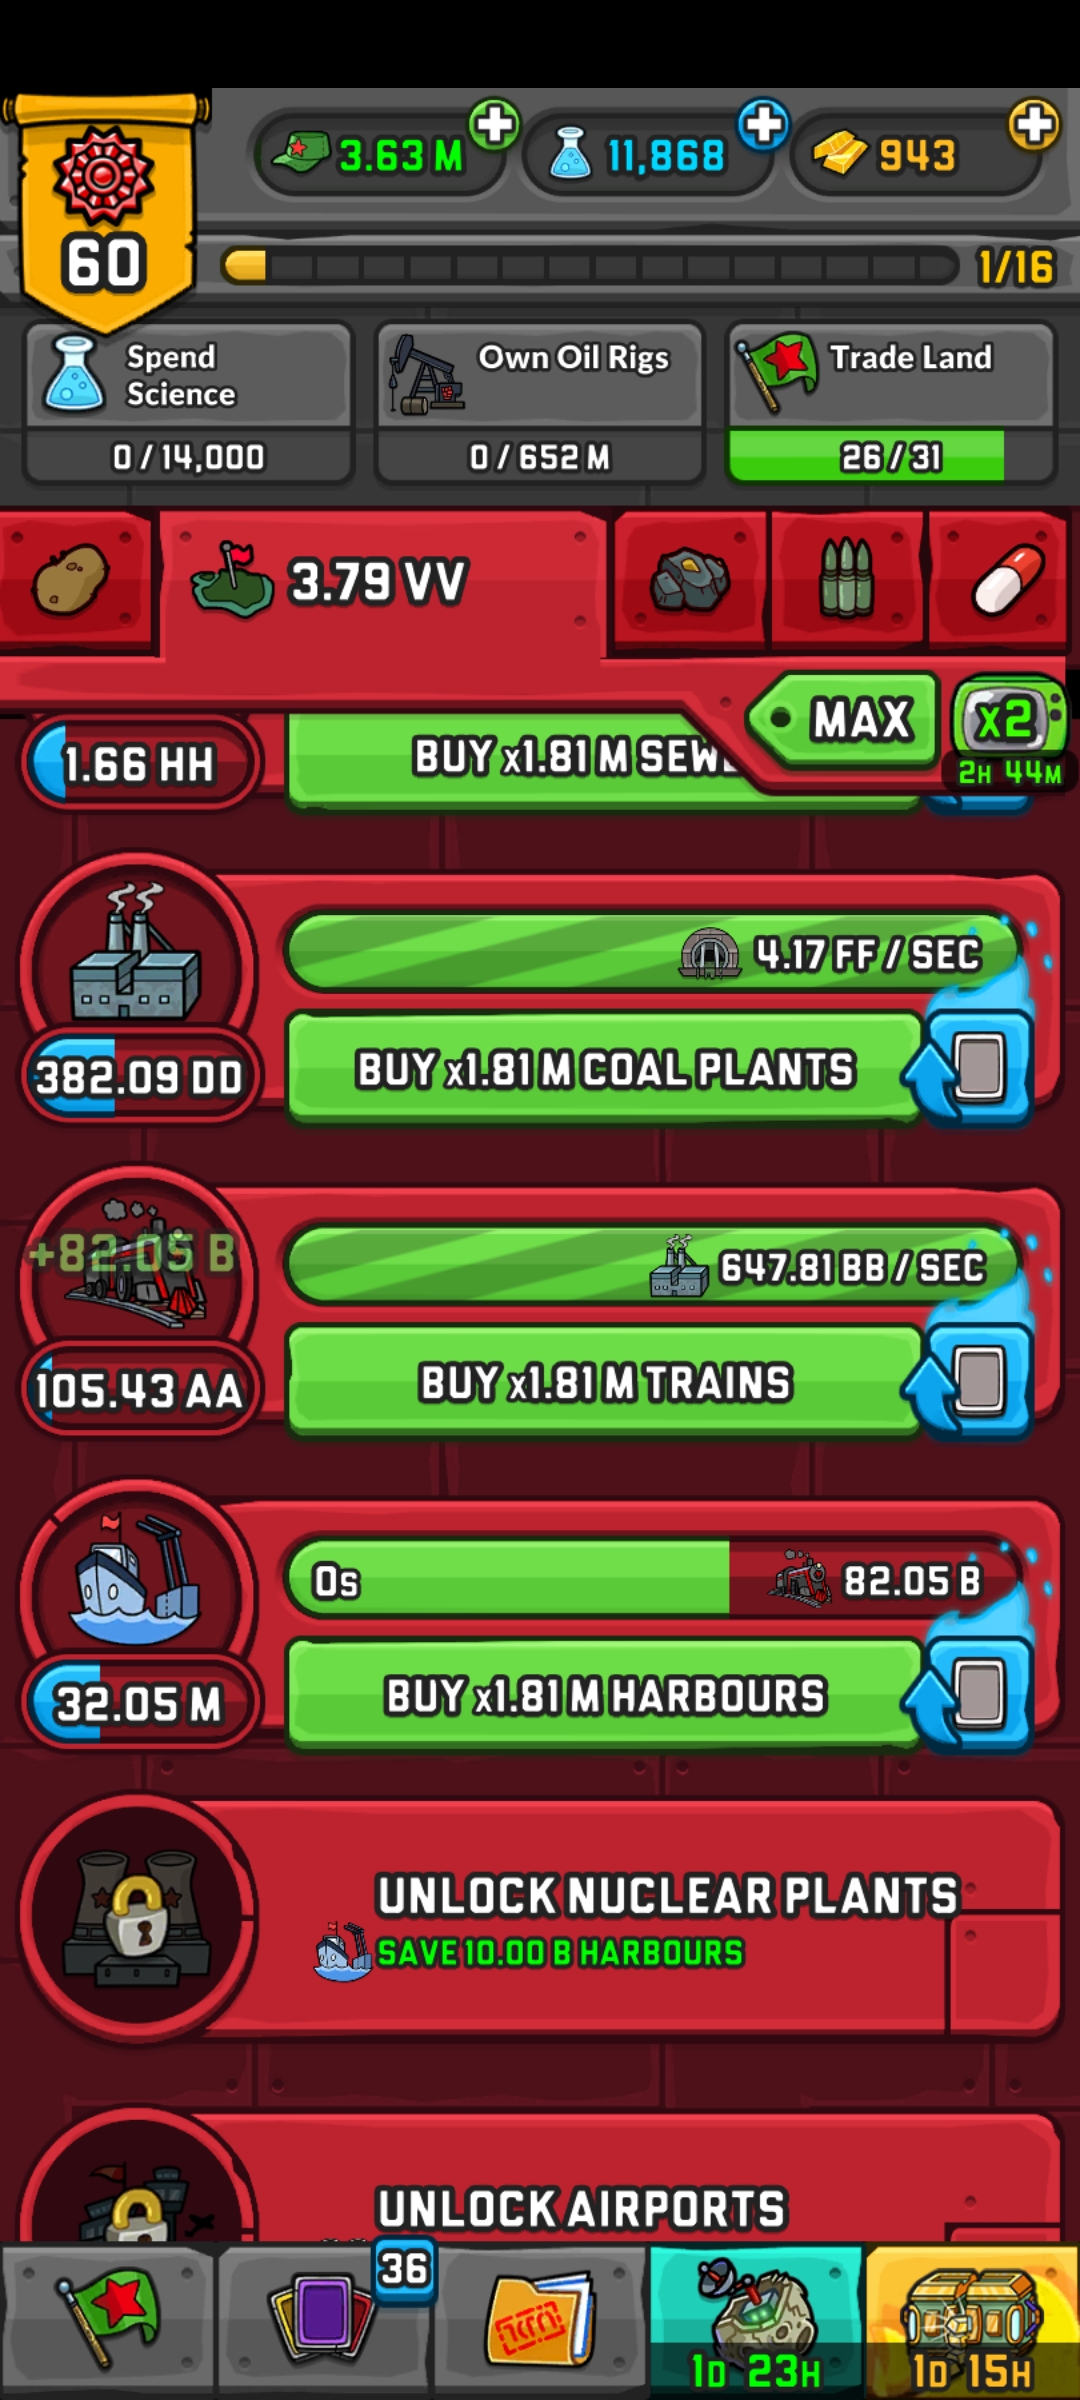 3.63 M
11,868
943
60
1/16
Spend
Science
0/14,000
Own Oil Rigs
0/652 M
Trade Land
26/31
3.79 VV
MAX
x2
2H 44M
1.66 HH
BUY x1.81 M
4.17 FF/SEC
382.09 DD
BUY x1.81 M COAL PLANTS
+82.05 B
647.81 BB/SEC
105.43 AA
BUY x1.81 M TRAINS
0s
82.05 B
32.05 M
BUY x1.81 M HARBOURS
UNLOCK NUCLEAR PLANTS
SAVE 10.00 B HARBOURS
UNLOCK AIRPORTS
36
1D 23H
1D 15H